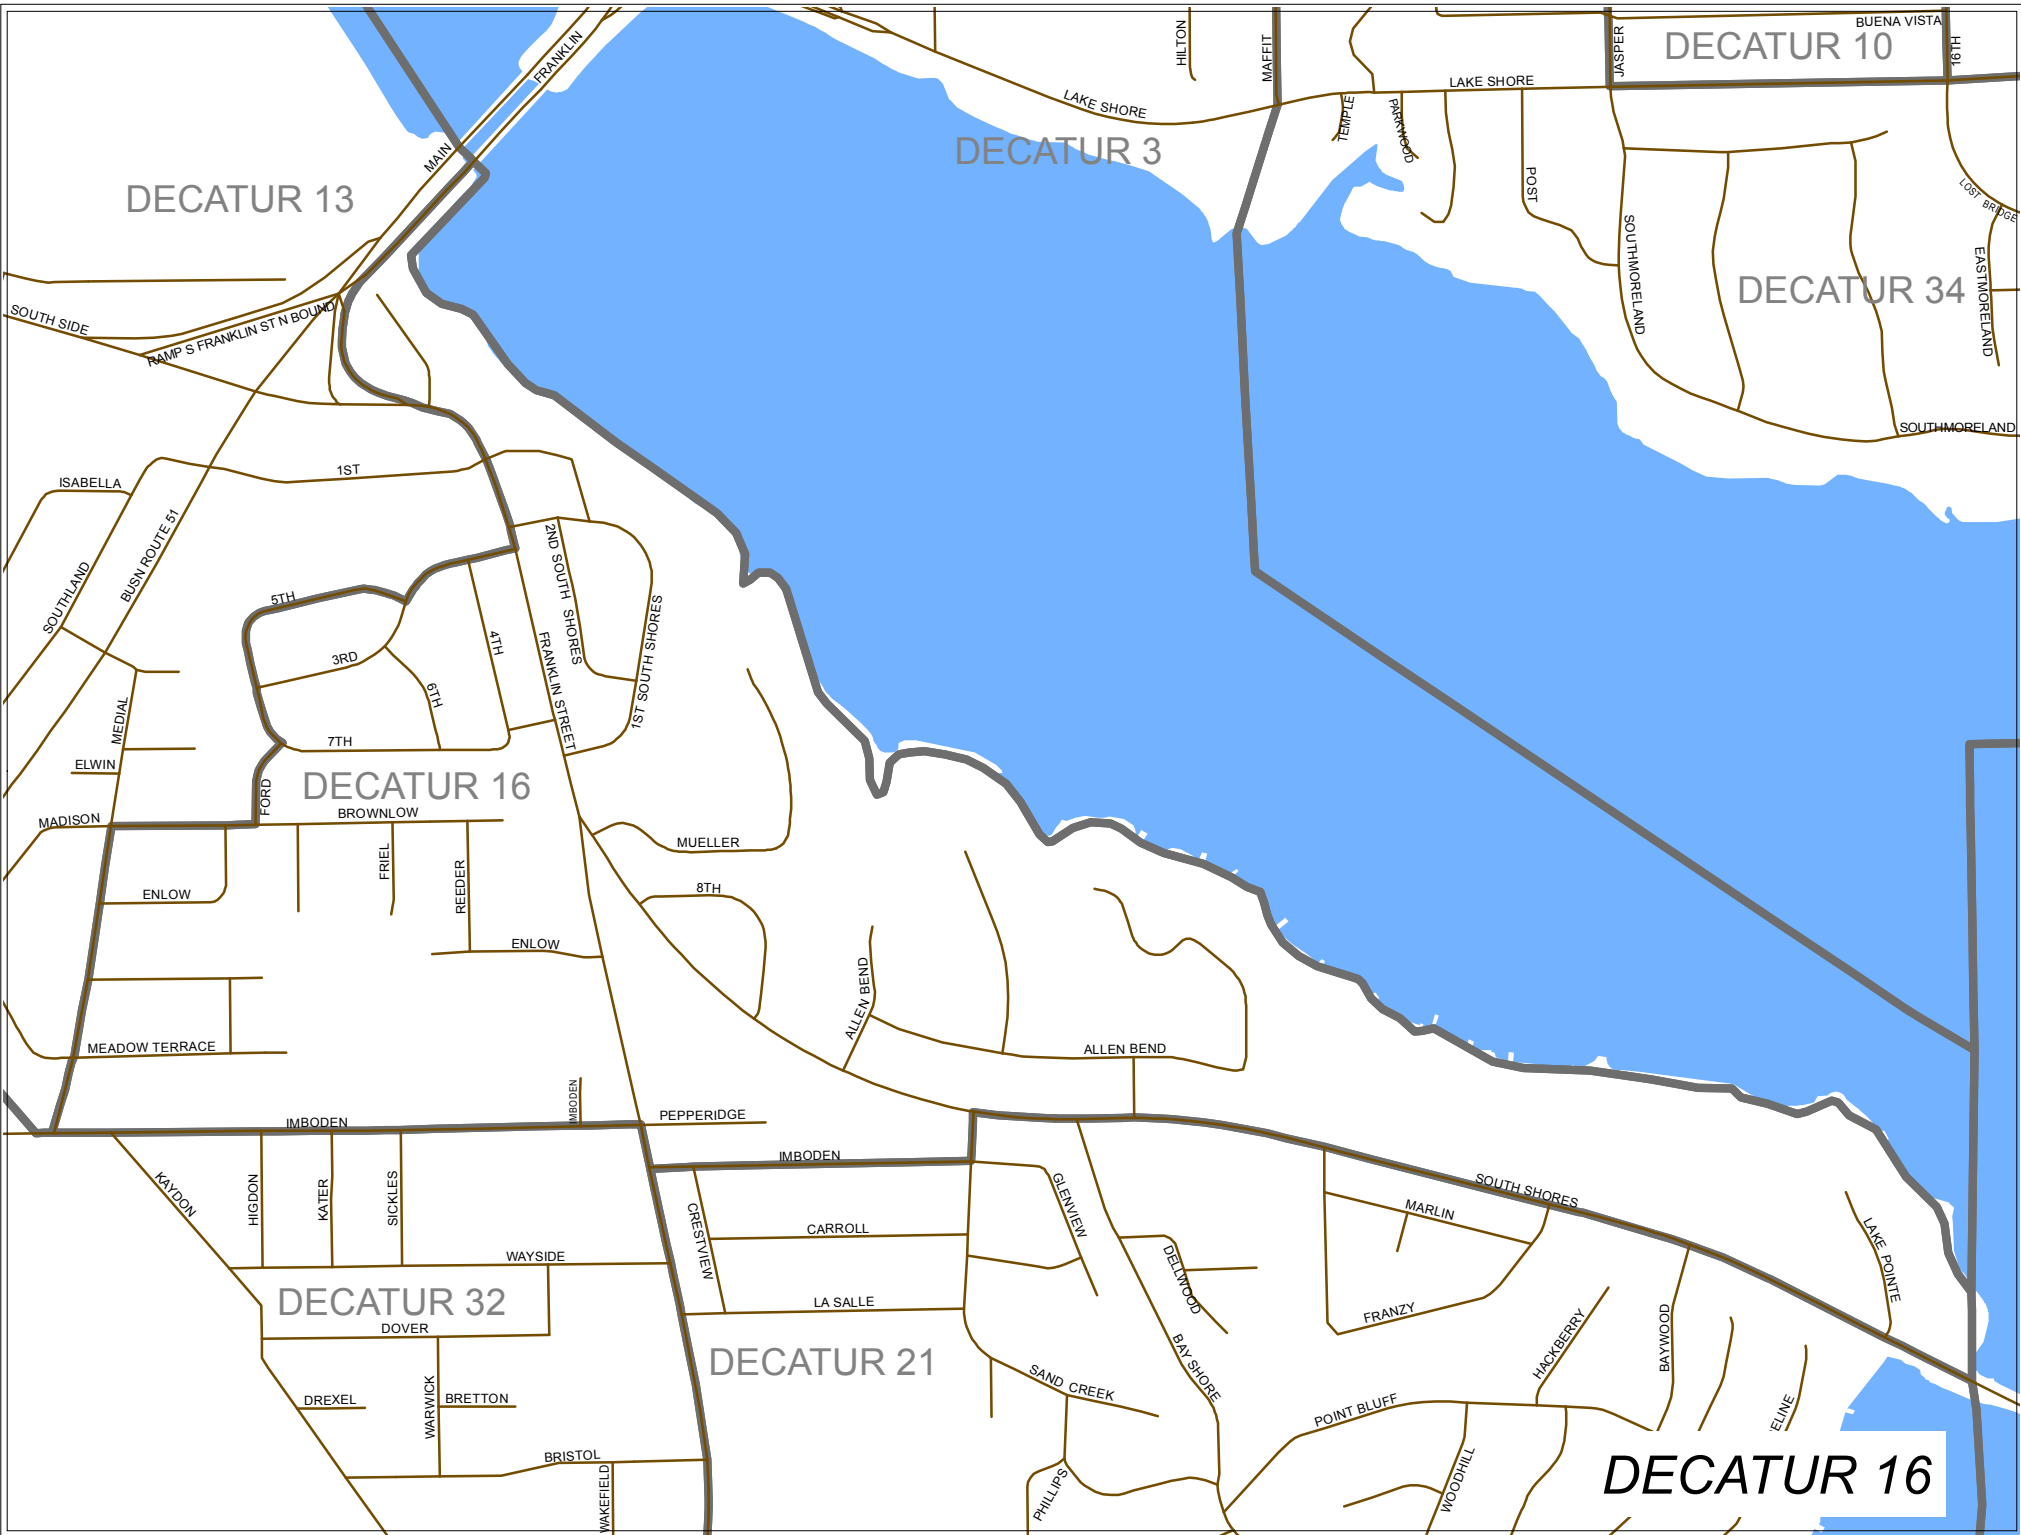 BUENA VISTA
DECATUR 10
JASPER
16TH
HILTON
MAFFIT
FRANKLIN
LAKE SHORE
LAKE SHORE
TEMPLE
PARKWOOD
DECATUR 3
MAIN
DECATUR 13
POST
LOST BRIDGE
SOUTHMORELAND
EASTMORELAND
DECATUR 34
SOUTH SIDE
RAMP S FRANKLIN ST N BOUND
SOUTHMORELAND
1ST
ISABELLA
BUSN ROUTE 51
2ND SOUTH SHORES
SOUTHLAND
5TH
4TH
FRANKLIN STREET
1ST SOUTH SHORES
3RD
6TH
MEDIAL
7TH
ELWIN
FORD
DECATUR 16
MADISON
BROWNLOW
MUELLER
FRIEL
REEDER
ENLOW
8TH
ENLOW
ALLEN BEND
MEADOW TERRACE
ALLEN BEND
IMBODEN
PEPPERIDGE
IMBODEN
IMBODEN
KAYDON
HIGDON
KATER
SICKLES
CRESTVIEW
GLENVIEW
SOUTH SHORES
MARLIN
CARROLL
LAKE POINTE
WAYSIDE
DELLWOOD
DECATUR 32
LA SALLE
FRANZY
DOVER
HACKBERRY
BAYWOOD
DECATUR 21
BAY SHORE
SAND CREEK
DREXEL
WARWICK
BRETTON
POINT BLUFF
ELINE
BRISTOL
WAKEFIELD
PHILLIPS
WOODHILL
DECATUR 16